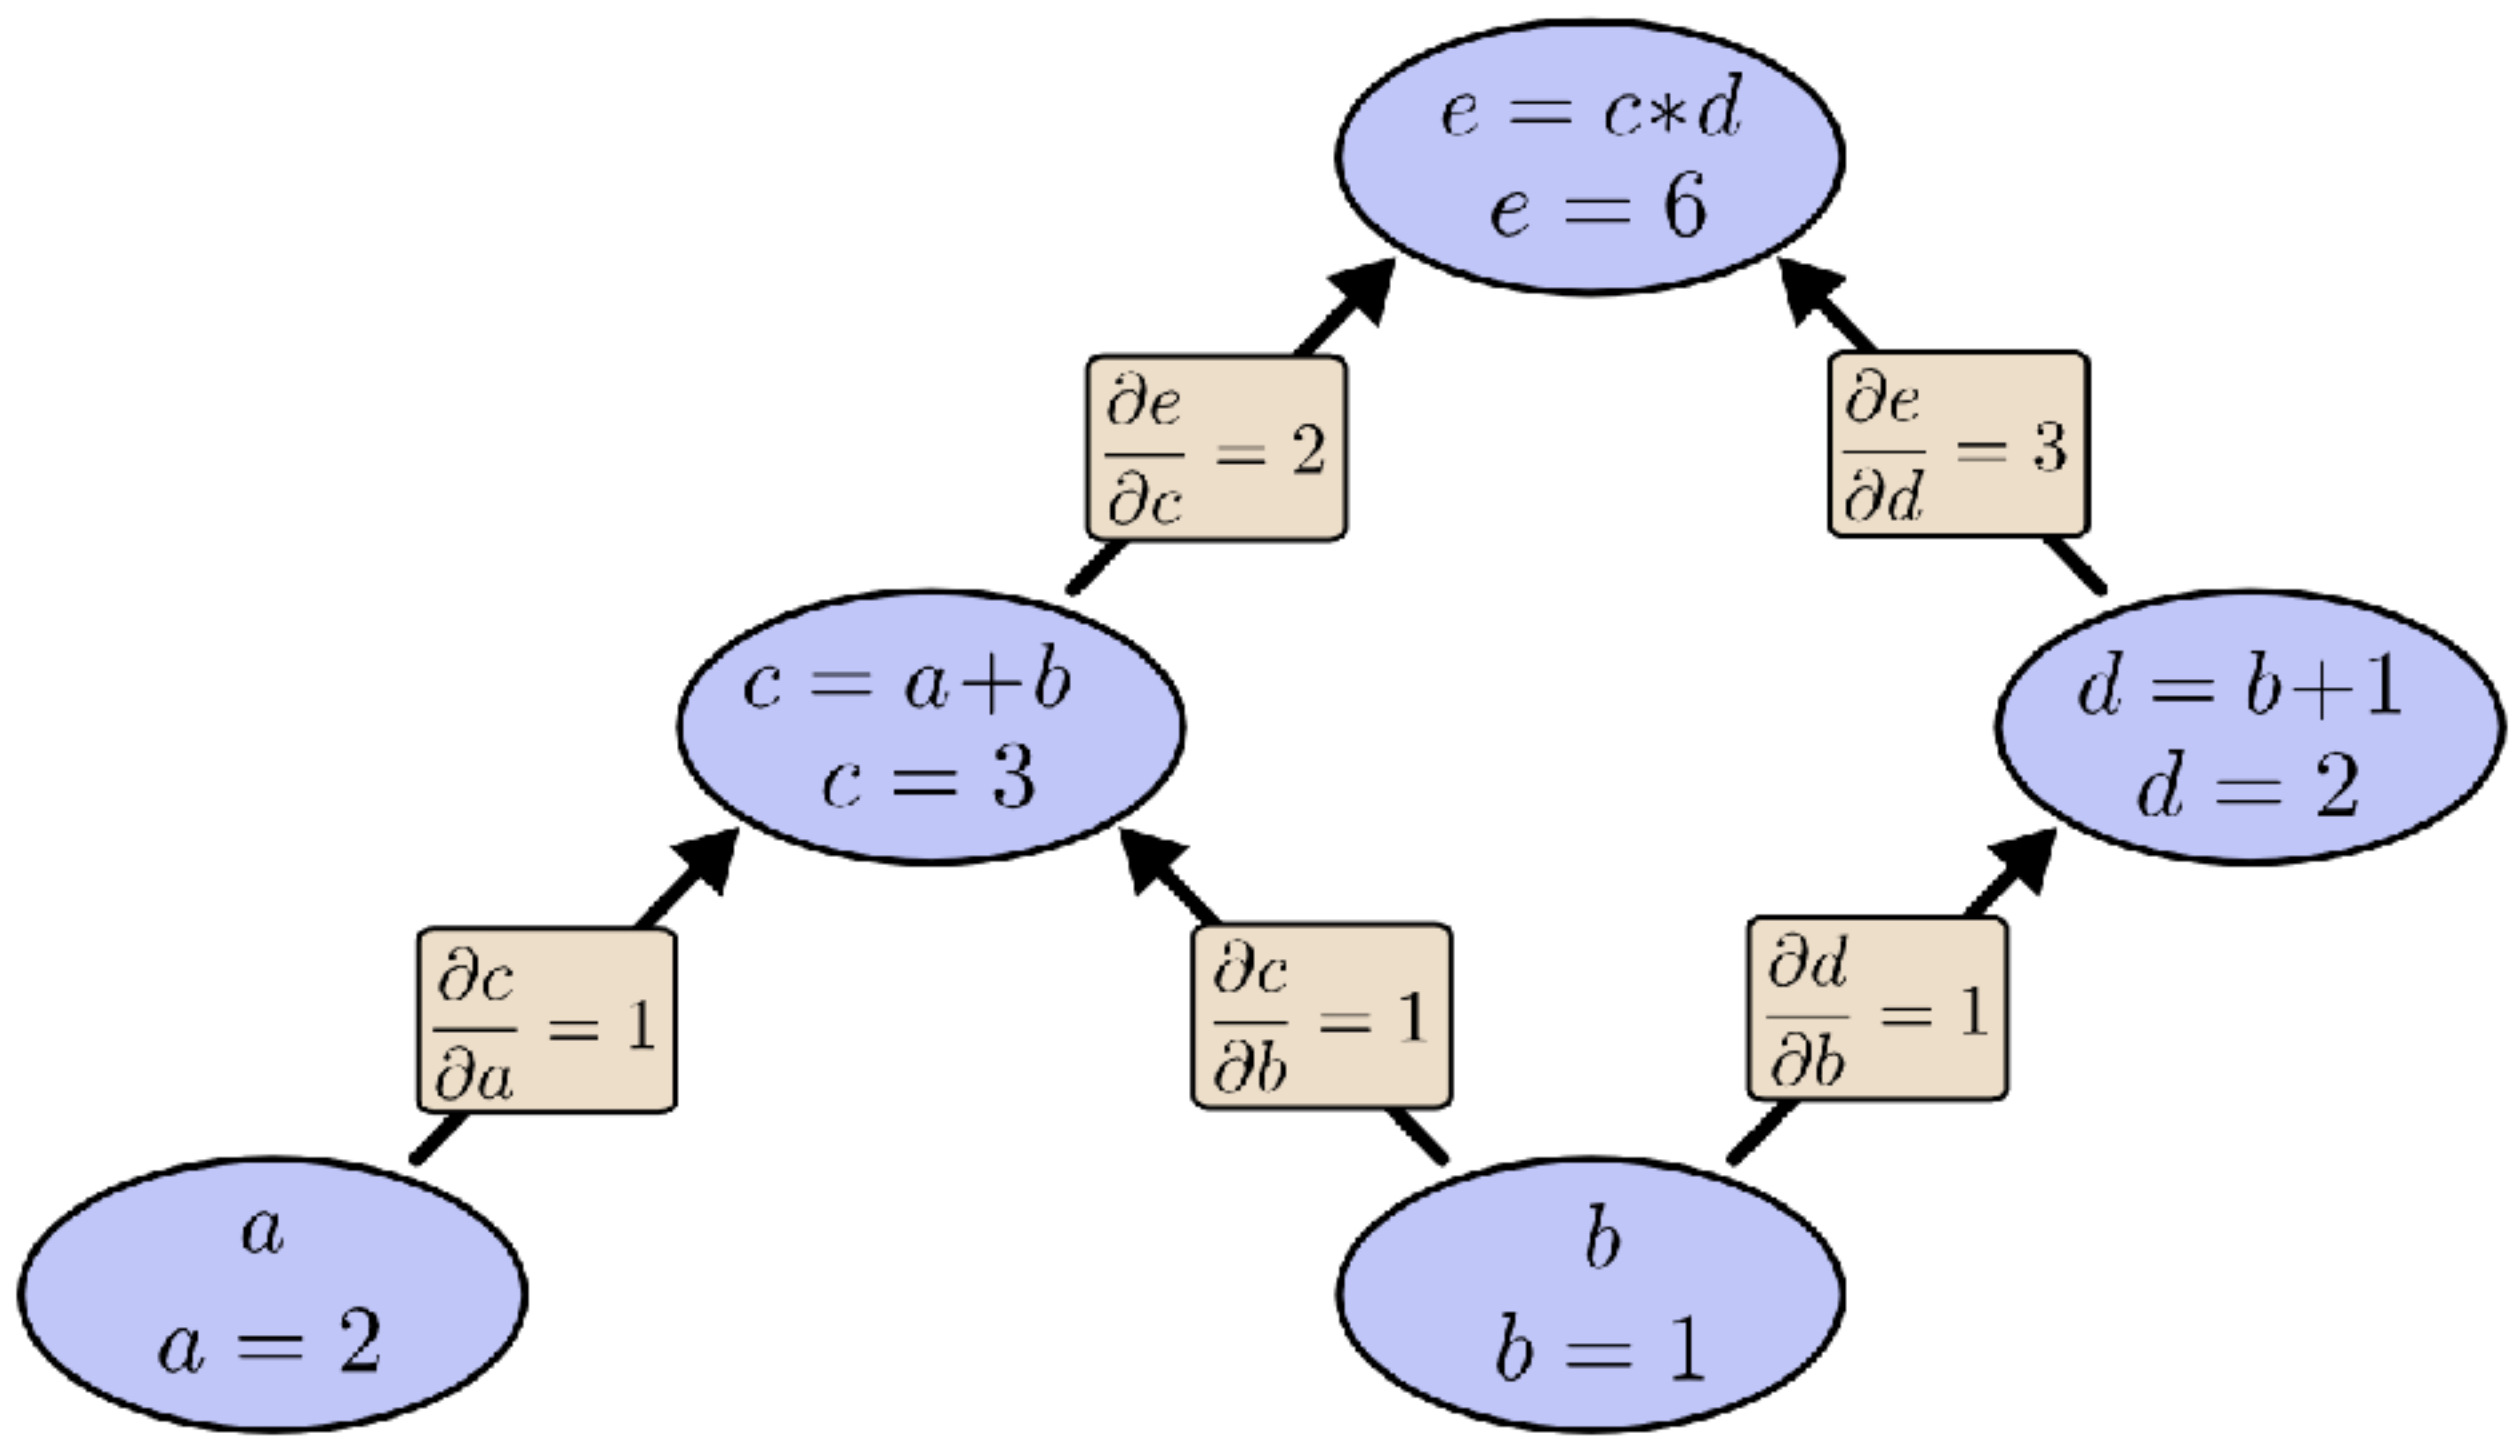 e = c*d
e = 6
∂e/∂c = 2
∂e/∂d = 3
c = a+b
c = 3
d = b+1
d = 2
∂c/∂a = 1
∂c/∂b = 1
∂d/∂b = 1
a
a = 2
b
b = 1